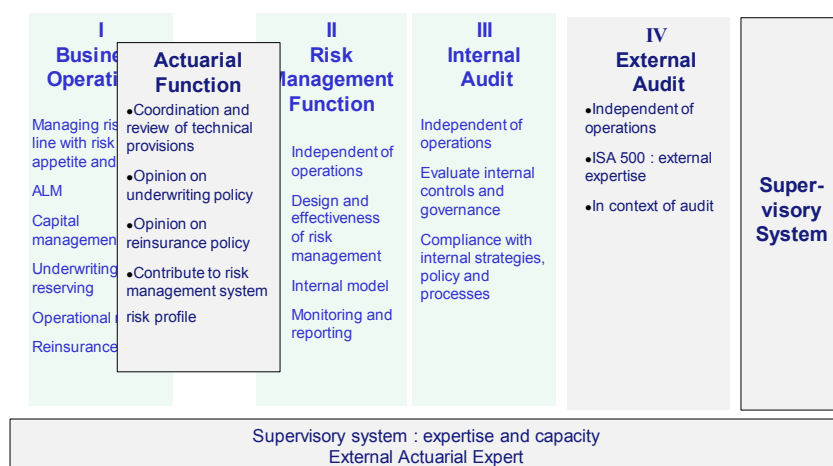 I
Busine
Operati
Managing ris
line with risk
appetite and
ALM
Capital
management
Underwriting
reserving
Operational r
Reinsurance
Actuarial
Function
•Coordination and
review of technical
provisions
•Opinion on
underwriting policy
•Opinion on
reinsurance policy
•Contribute to risk
management system
risk profile
II
Risk
Management
Function
Independent of
operations
Design and
effectiveness
of risk
management
Internal model
Monitoring and
reporting
III
Internal
Audit
Independent of
operations
Evaluate internal
controls and
governance
Compliance with
internal strategies,
policy and
processes
IV
External
Audit
•Independent of
operations
•ISA 500 : external
expertise
•In context of audit
Super-
visory
System
Supervisory system : expertise and capacity
External Actuarial Expert